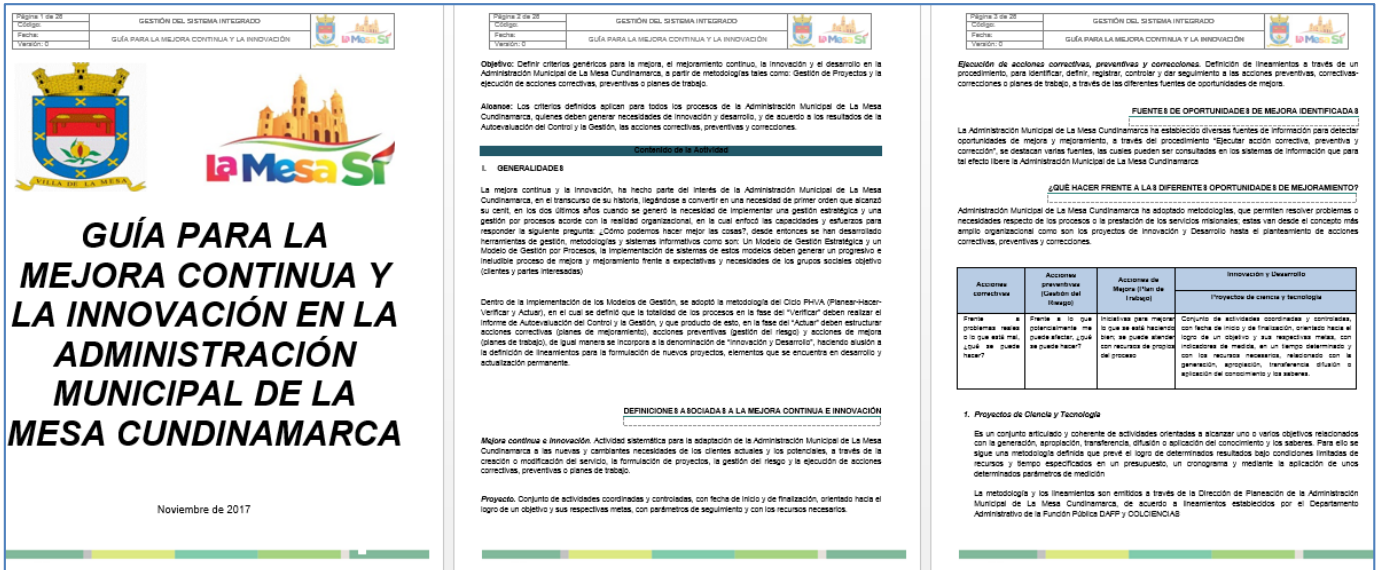 Página 1 de 28
Código:
Fecha:
Versión: 0
GESTIÓN DEL SISTEMA INTEGRADO
GUÍA PARA LA MEJORA CONTINUA Y LA INNOVACIÓN
La Mesa Sí
VILLA DE LA MESA
La Mesa Sí
GUÍA PARA LA
MEJORA CONTINUA Y
LA INNOVACIÓN EN LA
ADMINISTRACIÓN
MUNICIPAL DE LA
MESA CUNDINAMARCA
Noviembre de 2017
Página 2 de 28
Código:
Fecha:
Versión: 0
GESTIÓN DEL SISTEMA INTEGRADO
GUÍA PARA LA MEJORA CONTINUA Y LA INNOVACIÓN
La Mesa Sí
Objetivo: Definir criterios genéricos para la mejora, el mejoramiento continuo, la innovación y el desarrollo en la
Administración Municipal de La Mesa Cundinamarca, a partir de metodologías tales como: Gestión de Proyectos y la
ejecución de acciones correctivas, preventivas o planes de trabajo.
Alcance: Los criterios definidos aplican para todos los procesos de la Administración Municipal de La Mesa
Cundinamarca, quienes deben generar necesidades de innovación y desarrollo, y de acuerdo a los resultados de la
Autoevaluación del Control y la Gestión, las acciones correctivas, preventivas y correcciones.
Contenido de la Actividad
I. GENERALIDADES
La mejora continua y la innovación, ha hecho parte del interés de la Administración Municipal de La Mesa
Cundinamarca, en el transcurso de su historia, llegándose a convertir en una necesidad de primer orden que alcanzó
su cenit, en los dos últimos años cuando se generó la necesidad de implementar una gestión estratégica y una
gestión por procesos acorde con la realidad organizacional, en la cual enfocó las capacidades y esfuerzos para
responder la siguiente pregunta: ¿Cómo podemos hacer mejor las cosas?, desde entonces se han desarrollado
herramientas de gestión, metodologías y sistemas informativos como son: Un Modelo de Gestión Estratégica y un
Modelo de Gestión por Procesos, la implementación de sistemas de estos modelos deben generar un progresivo e
ineludible proceso de mejora y mejoramiento frente a expectativas y necesidades de los grupos sociales objetivo
(clientes y partes interesadas)
Dentro de la implementación de los Modelos de Gestión, se adoptó la metodología del Ciclo PHVA (Planear-Hacer-
Verificar y Actuar), en el cual se definió que la totalidad de los procesos en la fase del "Verificar" deben realizar el
informe de Autoevaluación del Control y la Gestión, y que producto de esto, en la fase del "Actuar" deben estructurar
acciones correctivas (planes de mejoramiento), acciones preventivas (gestión del riesgo) y acciones de mejora
(planes de trabajo), de igual manera se incorpora a la denominación de "Innovación y Desarrollo", haciendo alusión a
la definición de lineamientos para la formulación de nuevos proyectos, elementos que se encuentra en desarrollo y
actualización permanente.
DEFINICIONES ASOCIADAS A LA MEJORA CONTINUA E INNOVACIÓN
Mejora continua e innovación. Actividad sistemática para la adaptación de la Administración Municipal de La Mesa
Cundinamarca a las nuevas y cambiantes necesidades de los clientes actuales y los potenciales, a través de la
creación o modificación del servicio, la formulación de proyectos, la gestión del riesgo y la ejecución de acciones
correctivas, preventivas o planes de trabajo.
Proyecto. Conjunto de actividades coordinadas y controladas, con fecha de inicio y de finalización, orientado hacia el
logro de un objetivo y sus respectivas metas, con parámetros de seguimiento y con los recursos necesarios.
Página 3 de 28
Código:
Fecha:
Versión: 0
GESTIÓN DEL SISTEMA INTEGRADO
GUÍA PARA LA MEJORA CONTINUA Y LA INNOVACIÓN
La Mesa Sí
Ejecución de acciones correctivas, preventivas y correcciones. Definición de lineamientos a través de un
procedimiento, para identificar, definir, registrar, controlar y dar seguimiento a las acciones preventivas, correctivas-
correcciones o planes de trabajo, a través de las diferentes fuentes de oportunidades de mejora.
FUENTES DE OPORTUNIDADES DE MEJORA IDENTIFICADAS
La Administración Municipal de La Mesa Cundinamarca ha establecido diversas fuentes de información para detectar
oportunidades de mejora y mejoramiento, a través del procedimiento "Ejecutar acción correctiva, preventiva y
corrección", se destacan varias fuentes, las cuales pueden ser consultadas en los sistemas de información que para
tal efecto libere la Administración Municipal de La Mesa Cundinamarca
¿QUÉ HACER FRENTE A LAS DIFERENTES OPORTUNIDADES DE MEJORAMIENTO?
Administración Municipal de La Mesa Cundinamarca ha adoptado metodologías, que permiten resolver problemas o
necesidades respecto de los procesos o la prestación de los servicios misionales; estas van desde el concepto más
amplio organizacional como son los proyectos de Innovación y Desarrollo hasta el planteamiento de acciones
correctivas, preventivas y correcciones.
Acciones
correctivas
Acciones
preventivas
(Gestión del
Riesgo)
Acciones de
Mejora (Plan de
Trabajo)
Innovación y Desarrollo
Proyectos de ciencia y tecnología
Frente a
problemas reales
o lo que está mal,
¿qué se puede
hacer?
Frente a lo que
potencialmente me
puede afectar, ¿qué
se puede hacer?
Iniciativas para mejorar
lo que se está haciendo
bien; se puede atender
con recursos de propios
del proceso
Conjunto de actividades coordinadas y controladas,
con fecha de inicio y de finalización, orientado hacia el
logro de un objetivo y sus respectivas metas, con
indicadores de medida, en un tiempo determinado y
con los recursos necesarios, relacionado con la
generación, apropiación, transferencia difusión o
aplicación del conocimiento y los saberes.
1. Proyectos de Ciencia y Tecnología
Es un conjunto articulado y coherente de actividades orientadas a alcanzar uno o varios objetivos relacionados
con la generación, apropiación, transferencia, difusión o aplicación del conocimiento y los saberes. Para ello se
sigue una metodología definida que prevé el logro de determinados resultados bajo condiciones limitadas de
recursos y tiempo especificados en un presupuesto, un cronograma y mediante la aplicación de unos
determinados parámetros de medición
La metodología y los lineamientos son emitidos a través de la Dirección de Planeación de la Administración
Municipal de La Mesa Cundinamarca, de acuerdo a lineamientos establecidos por el Departamento
Administrativo de la Función Pública DAFP y COLCIENCIAS